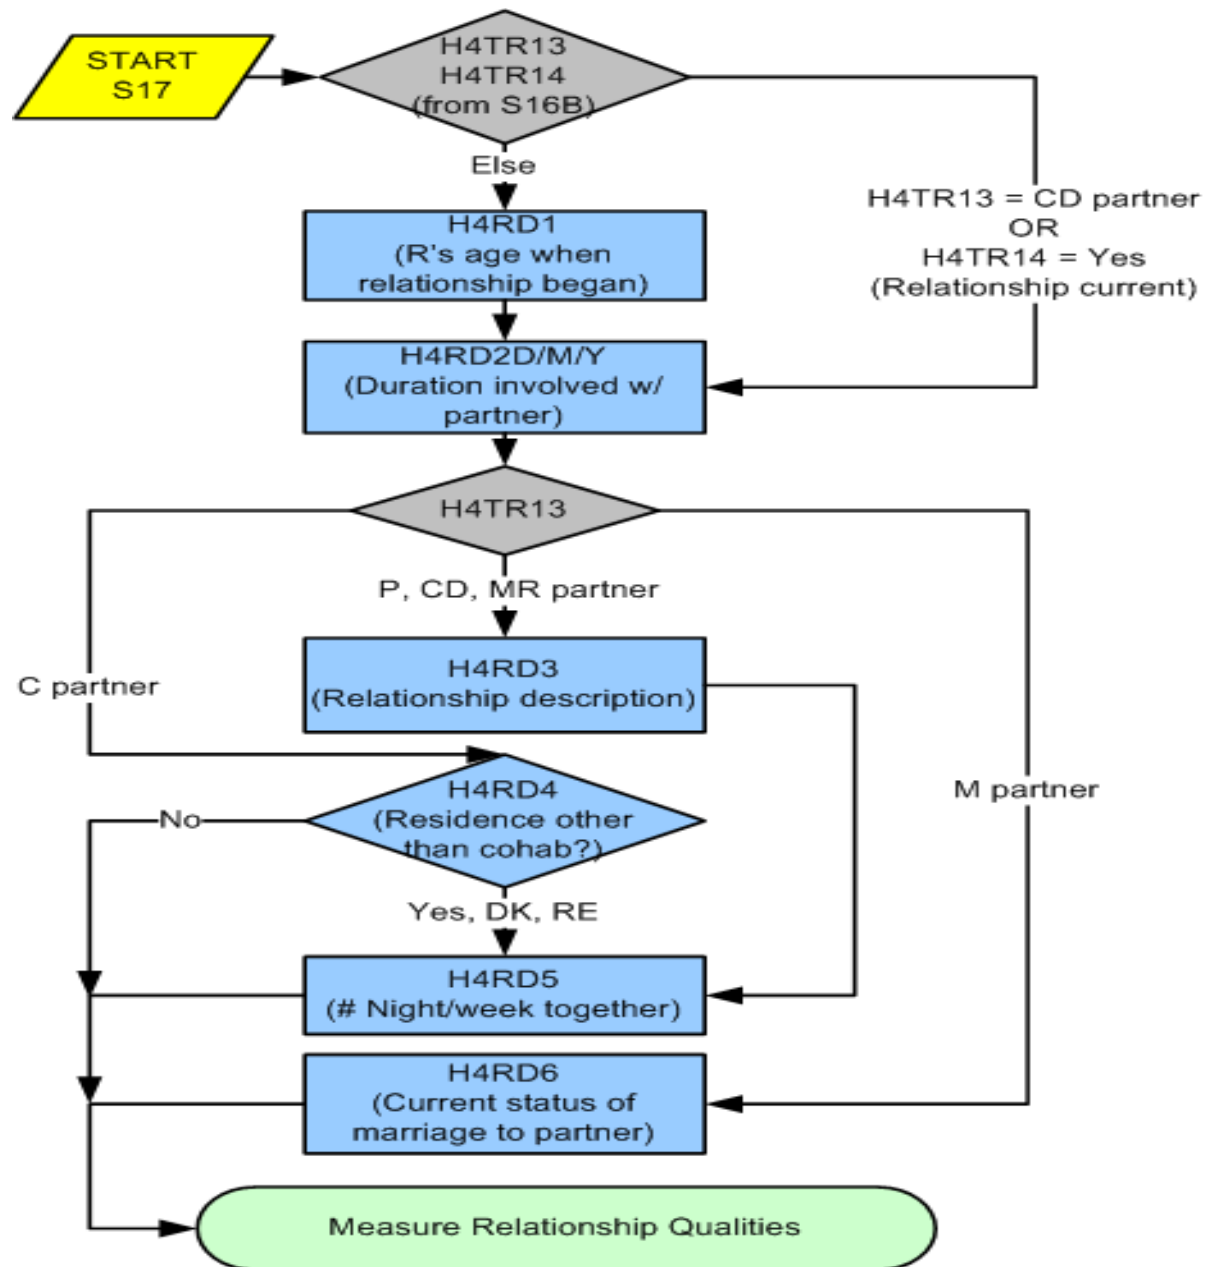 START
S17
H4TR13
H4TR14
(from S16B)
Else
H4TR13 = CD partner
OR
H4TR14 = Yes
(Relationship current)
H4RD1
(R's age when
relationship began)
H4RD2D/M/Y
(Duration involved w/
partner)
H4TR13
P, CD, MR partner
C partner
H4RD3
(Relationship description)
M partner
H4RD4
(Residence other
than cohab?)
No
Yes, DK, RE
H4RD5
(# Night/week together)
H4RD6
(Current status of
marriage to partner)
Measure Relationship Qualities